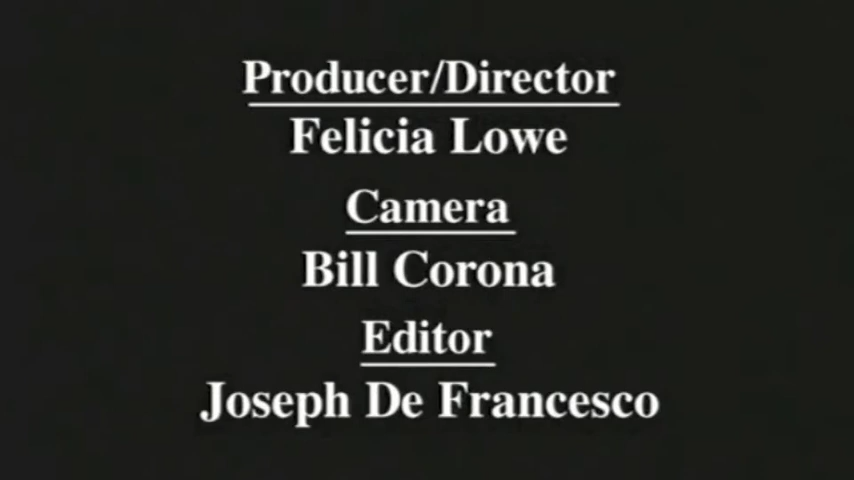 Producer/Director
Felicia Lowe
Camera
Bill Corona
Editor
Joseph De Francesco